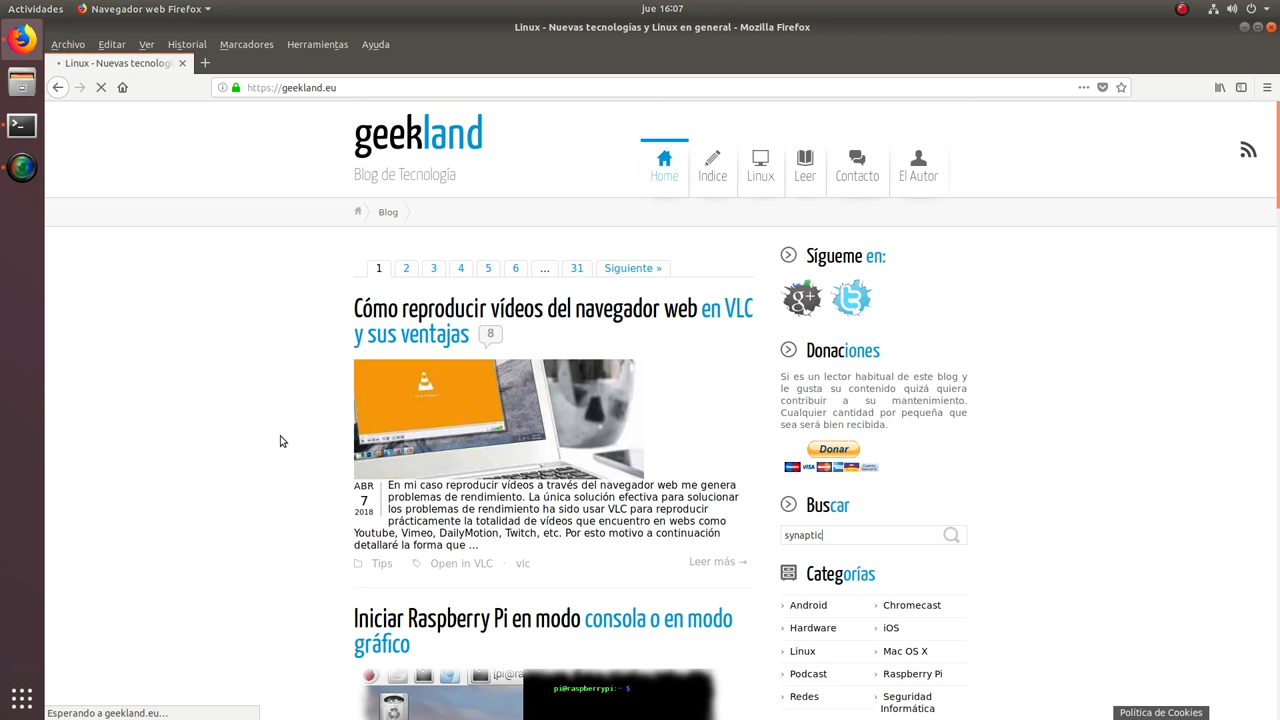 Actividades Navegador web Firefox jue 16:07
Linux - Nuevas tecnologías y Linux en general - Mozilla Firefox
Archivo Editar Ver Historial Marcadores Herramientas Ayuda
Linux - Nuevas tecnologí
https://geekland.eu
geekland
Blog de Tecnología
Home Indice Linux Leer Contacto El Autor
Blog
1 2 3 4 5 6 ... 31 Siguiente »
Cómo reproducir vídeos del navegador web en VLC
y sus ventajas 8
ABR
7
2018
En mi caso reproducir vídeos a través del navegador web me genera
problemas de rendimiento. La única solución efectiva para solucionar
los problemas de rendimiento ha sido usar VLC para reproducir
prácticamente la totalidad de vídeos que encuentro en webs como
Youtube, Vimeo, DailyMotion, Twitch, etc. Por esto motivo a continuación
detallaré la forma que ...
Tips Open in VLC · vlc Leer más →
Iniciar Raspberry Pi en modo consola o en modo
gráfico
pi@raspberrypi:~ $
Sígueme en:
Donaciones
Si es un lector habitual de este blog y
le gusta su contenido quizá quiera
contribuir a su mantenimiento.
Cualquier cantidad por pequeña que
sea será bien recibida.
Donar
VISA
Buscar
synaptic
Categorías
Android Chromecast
Hardware iOS
Linux Mac OS X
Podcast Raspberry Pi
Redes Seguridad
Informática
Esperando a geekland.eu...
Política de Cookies